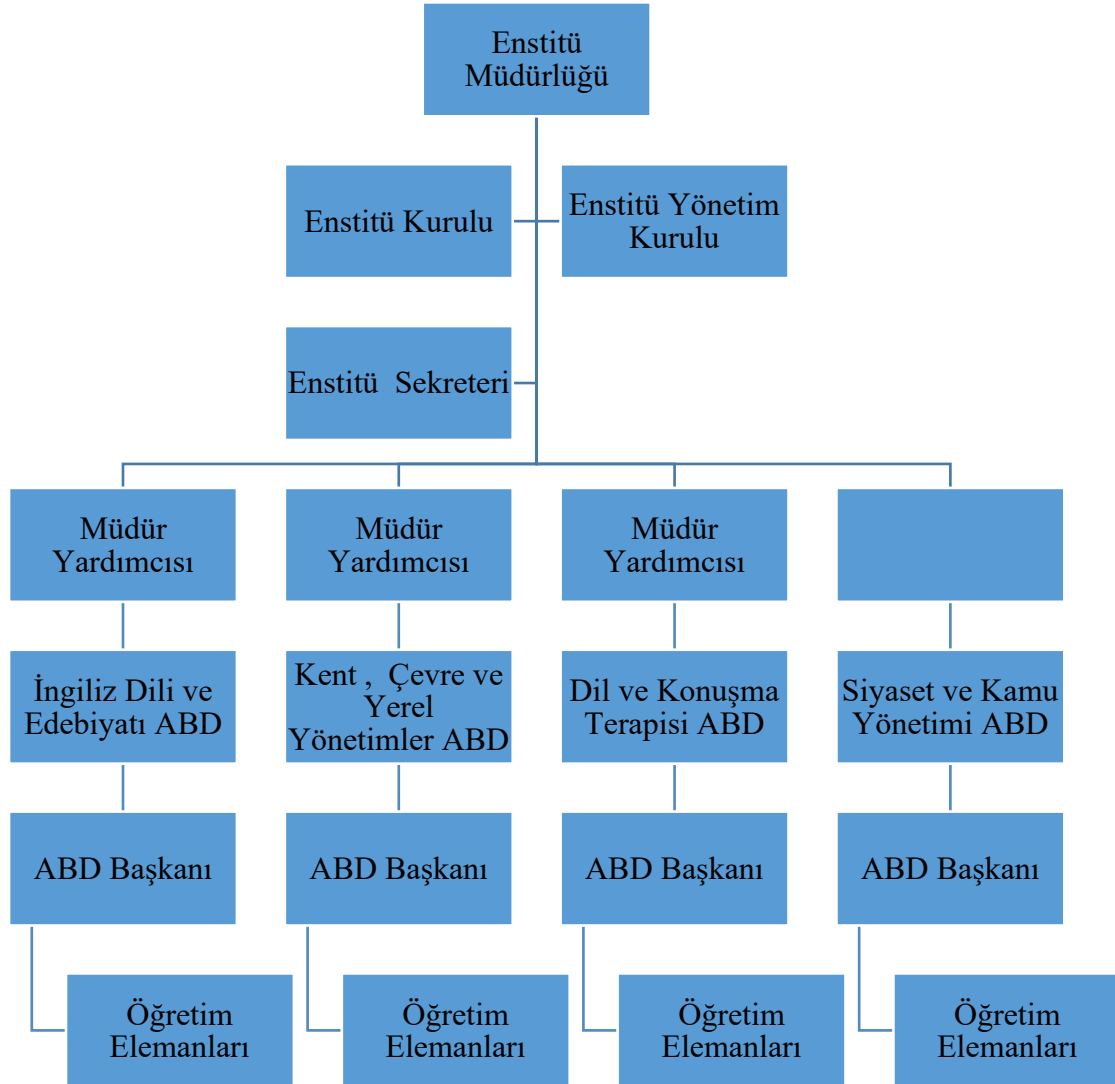 Enstitü
Müdürlüğü
Enstitü Kurulu
Enstitü Yönetim
Kurulu
Enstitü  Sekreteri
Müdür
Yardımcısı
Müdür
Yardımcısı
Müdür
Yardımcısı
İngiliz Dili ve
Edebiyatı ABD
Kent ,  Çevre ve
Yerel
Yönetimler ABD
Dil ve Konuşma
Terapisi ABD
Siyaset ve Kamu
Yönetimi ABD
ABD Başkanı
ABD Başkanı
ABD Başkanı
ABD Başkanı
Öğretim
Elemanları
Öğretim
Elemanları
Öğretim
Elemanları
Öğretim
Elemanları